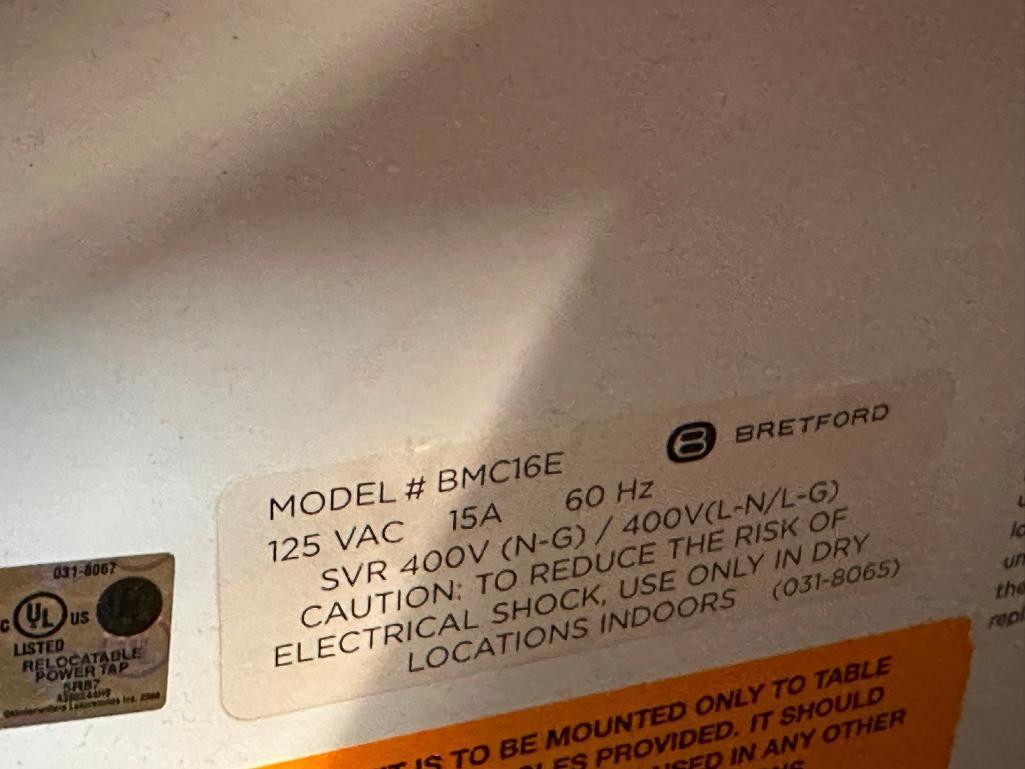 BRETFORD
MODEL # BMC16E
125 VAC 15A 60 Hz
SVR 400V (N-G) / 400V(L-N/L-G)
CAUTION: TO REDUCE THE RISK OF
ELECTRICAL SHOCK, USE ONLY IN DRY
LOCATIONS INDOORS (031-8065)
031-8067
C UL US
LISTED
RELOCATABLE
POWER TAP
5R87
IS TO BE MOUNTED ONLY TO TABLE
PROVIDED. IT SHOULD
IN ANY OTHER
the